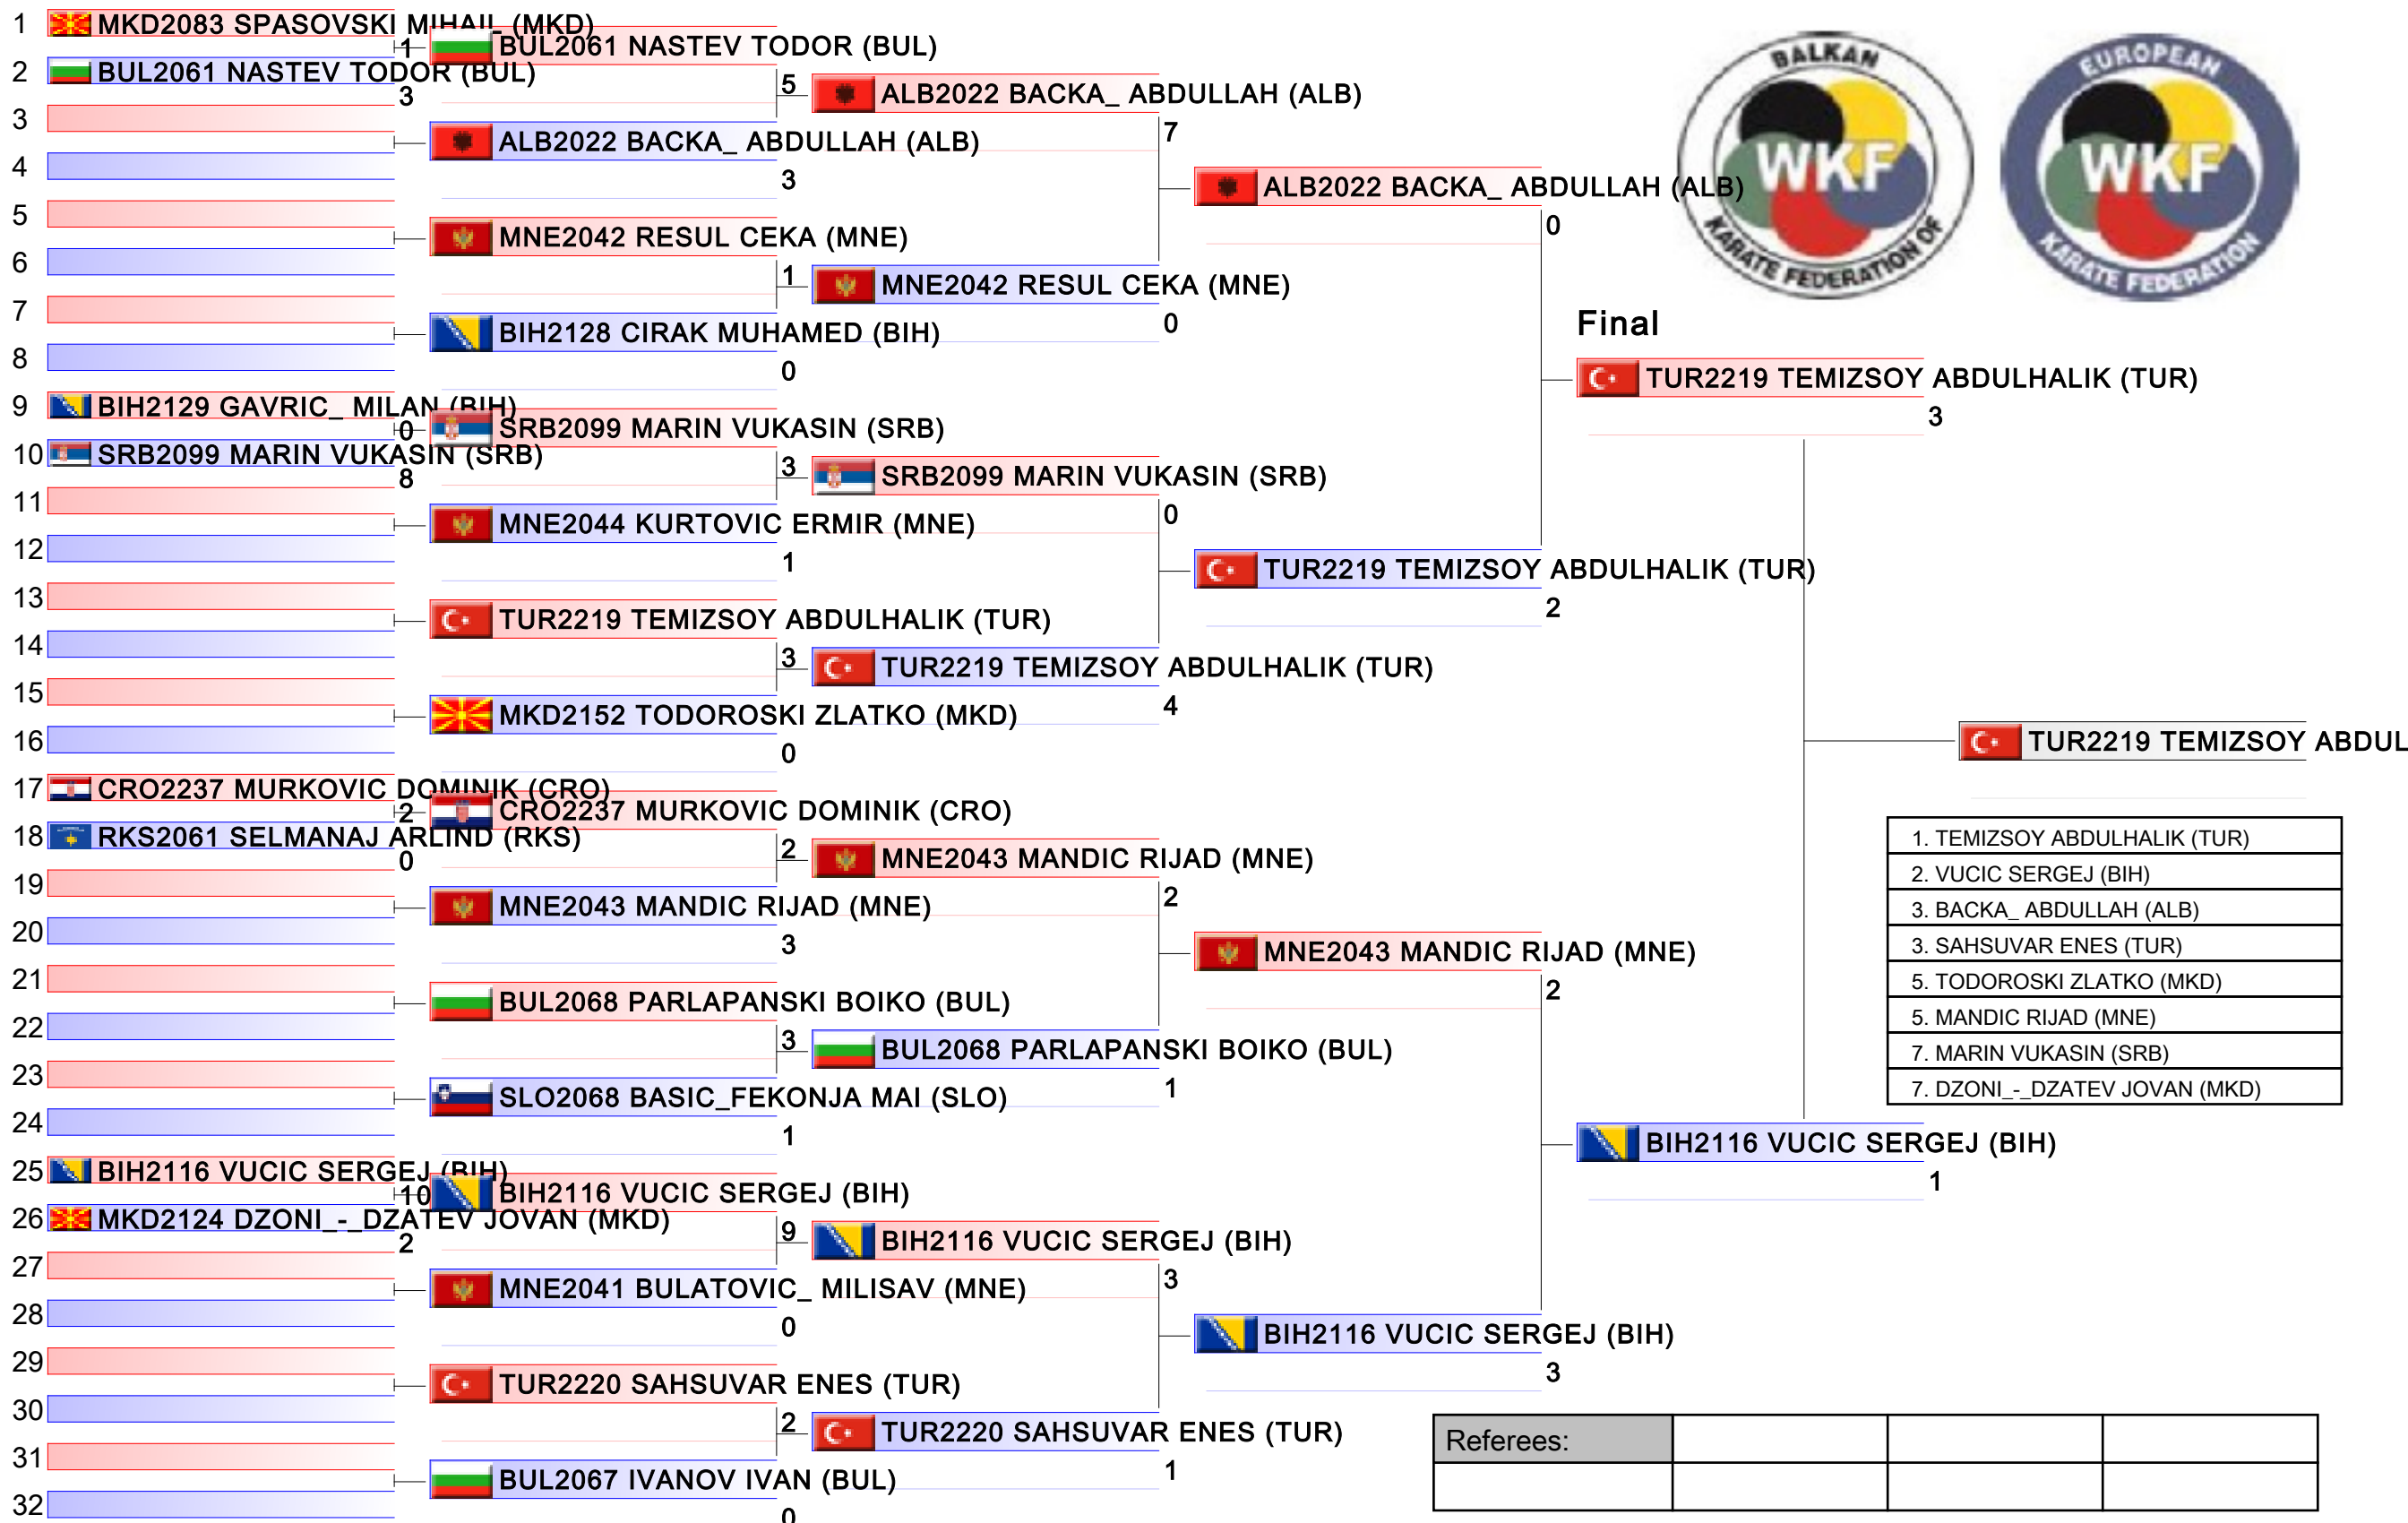 1 MKD2083 SPASOVSKI MIHAIL (MKD)
1
2 BUL2061 NASTEV TODOR (BUL)
3
3
4
5
6
7
8
9 BIH2129 GAVRIC_ MILAN (BIH)
0
10 SRB2099 MARIN VUKASIN (SRB)
8
11
12
13
14
15
16
17 CRO2237 MURKOVIC DOMINIK (CRO)
2
18 RKS2061 SELMANAJ ARLIND (RKS)
0
19
20
21
22
23
24
25 BIH2116 VUCIC SERGEJ (BIH)
10
26 MKD2124 DZONI_-_DZATEV JOVAN (MKD)
2
27
28
29
30
31
32
BUL2061 NASTEV TODOR (BUL)
5
ALB2022 BACKA_ ABDULLAH (ALB)
3
MNE2042 RESUL CEKA (MNE)
1
BIH2128 CIRAK MUHAMED (BIH)
0
SRB2099 MARIN VUKASIN (SRB)
3
MNE2044 KURTOVIC ERMIR (MNE)
1
TUR2219 TEMIZSOY ABDULHALIK (TUR)
3
MKD2152 TODOROSKI ZLATKO (MKD)
0
CRO2237 MURKOVIC DOMINIK (CRO)
2
MNE2043 MANDIC RIJAD (MNE)
3
BUL2068 PARLAPANSKI BOIKO (BUL)
3
SLO2068 BASIC_FEKONJA MAI (SLO)
1
BIH2116 VUCIC SERGEJ (BIH)
9
MNE2041 BULATOVIC_ MILISAV (MNE)
0
TUR2220 SAHSUVAR ENES (TUR)
2
BUL2067 IVANOV IVAN (BUL)
0
ALB2022 BACKA_ ABDULLAH (ALB)
7
MNE2042 RESUL CEKA (MNE)
0
SRB2099 MARIN VUKASIN (SRB)
0
TUR2219 TEMIZSOY ABDULHALIK (TUR)
4
MNE2043 MANDIC RIJAD (MNE)
2
BUL2068 PARLAPANSKI BOIKO (BUL)
1
BIH2116 VUCIC SERGEJ (BIH)
3
TUR2220 SAHSUVAR ENES (TUR)
1
ALB2022 BACKA_ ABDULLAH (ALB)
0
TUR2219 TEMIZSOY ABDULHALIK (TUR)
2
MNE2043 MANDIC RIJAD (MNE)
2
BIH2116 VUCIC SERGEJ (BIH)
3
BALKAN
WKF
KARATE FEDERATION OF
EUROPEAN
WKF
KARATE FEDERATION
Final
TUR2219 TEMIZSOY ABDULHALIK (TUR)
3
BIH2116 VUCIC SERGEJ (BIH)
1
TUR2219 TEMIZSOY ABDUL
1. TEMIZSOY ABDULHALIK (TUR)
2. VUCIC SERGEJ (BIH)
3. BACKA_ ABDULLAH (ALB)
3. SAHSUVAR ENES (TUR)
5. TODOROSKI ZLATKO (MKD)
5. MANDIC RIJAD (MNE)
7. MARIN VUKASIN (SRB)
7. DZONI_-_DZATEV JOVAN (MKD)
Referees: